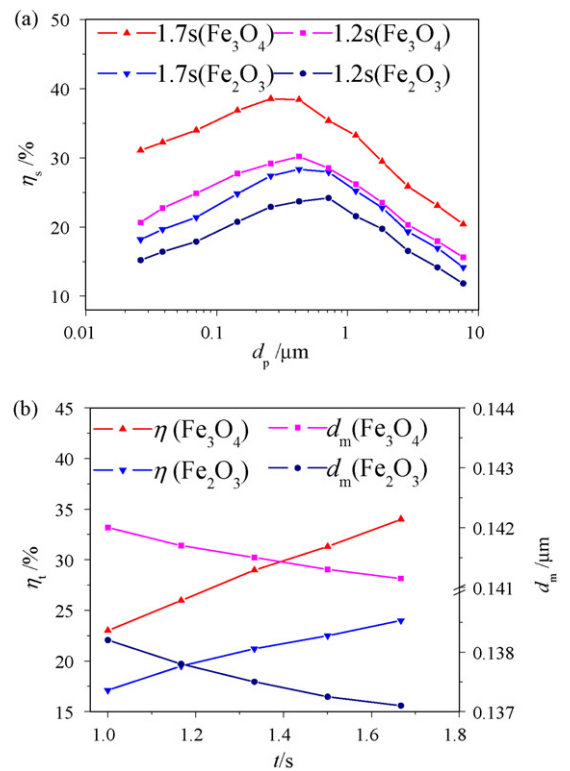 (a)
50
40
30
20
10
ηs /%
1.7s(Fe3O4) 1.2s(Fe3O4)
1.7s(Fe2O3) 1.2s(Fe2O3)
0.01 0.1 1 10
dp /μm
(b)
45
40
35
30
25
20
15
ηt /%
η (Fe3O4) dm(Fe3O4)
η (Fe2O3) dm(Fe2O3)
0.144
0.143
0.142
0.141
0.138
0.137
dm /μm
1.0 1.2 1.4 1.6 1.8
t/s